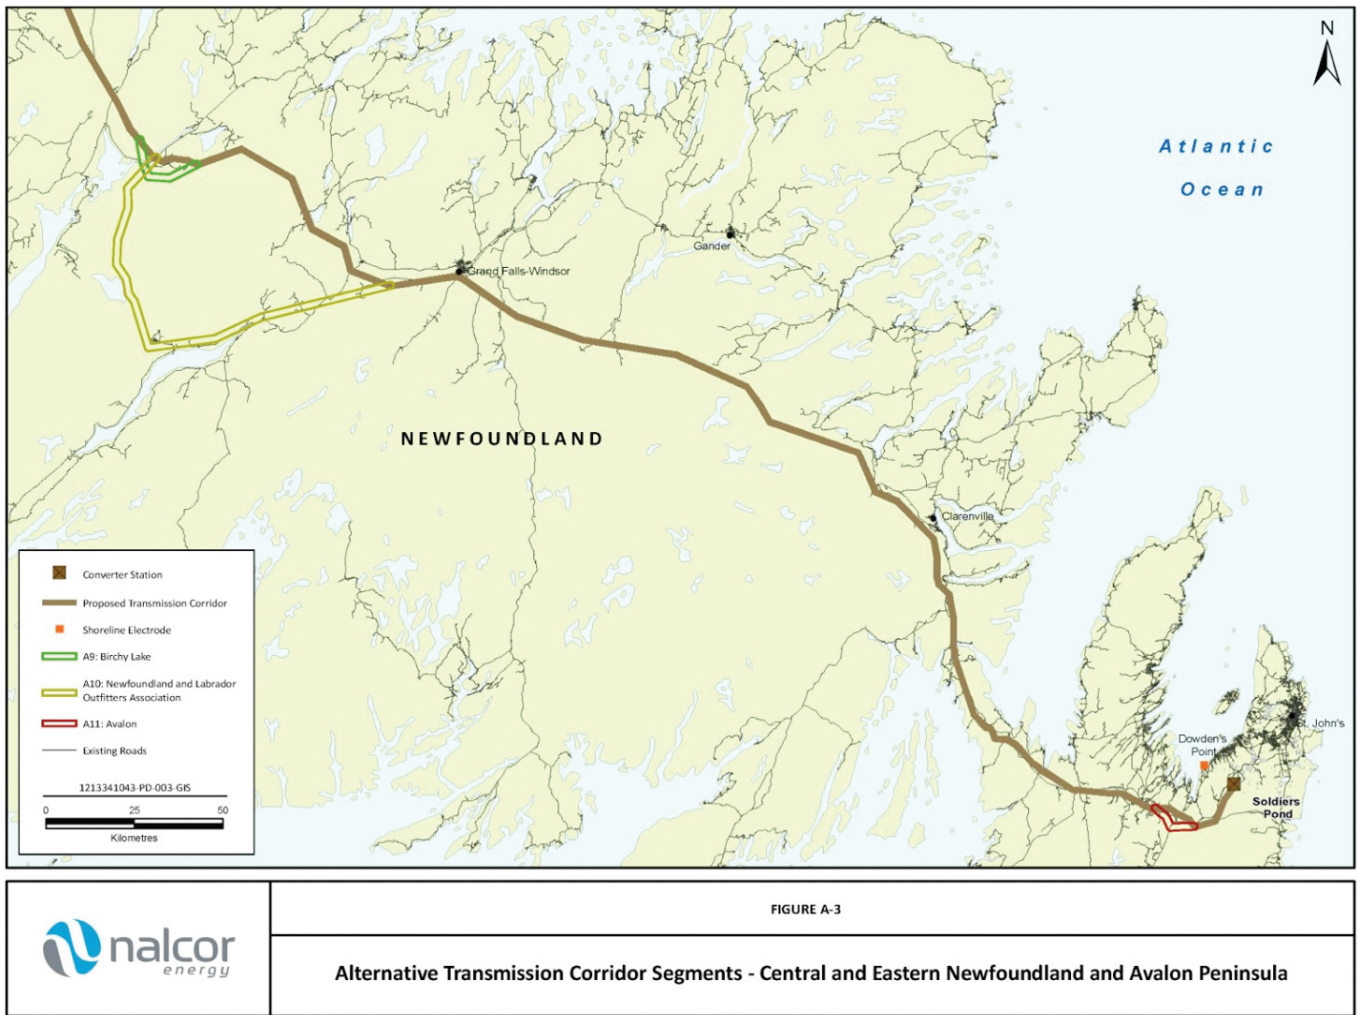 N
Atlantic
Ocean
Gander
Grand Falls-Windsor
NEWFOUNDLAND
Clarenville
St. John's
Dowden's
Point
Soldiers
Pond
Converter Station
Proposed Transmission Corridor
Shoreline Electrode
A9: Birchy Lake
A10: Newfoundland and Labrador
Outfitters Association
A11: Avalon
Existing Roads
1213341043-PD-003-GIS
0 25 50
Kilometres
nalcor
energy
FIGURE A-3
Alternative Transmission Corridor Segments - Central and Eastern Newfoundland and Avalon Peninsula